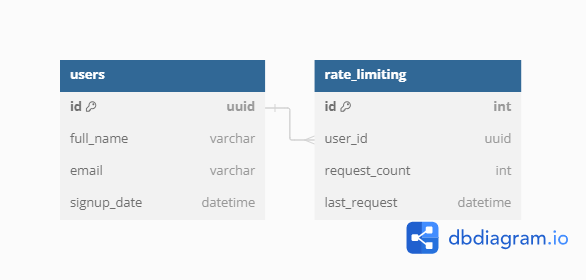 users
id uuid
full_name varchar
email varchar
signup_date datetime
rate_limiting
id int
user_id uuid
request_count int
last_request datetime
dbdiagram.io